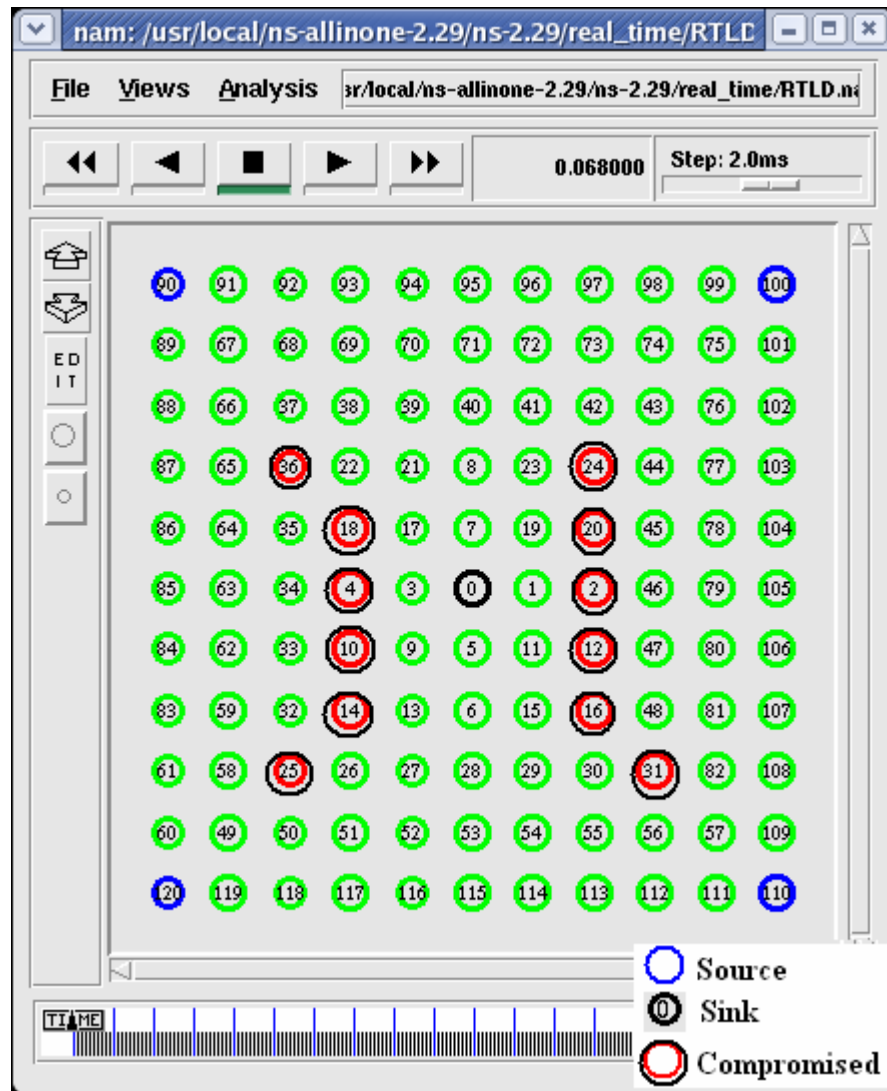 nam: /usr/local/ns-allinone-2.29/ns-2.29/real_time/RTLD
File Views Analysis sr/local/ns-allinone-2.29/ns-2.29/real_time/RTLD.na
0.068000 Step: 2.0ms
90 91 92 93 94 95 96 97 98 99 100
89 67 68 69 70 71 72 73 74 75 101
E D
I T
88 66 37 38 39 40 41 42 43 76 102
87 65 36 22 21 8 23 24 44 77 103
86 64 35 18 17 7 19 20 45 78 104
85 63 34 4 3 0 1 2 46 79 105
84 62 33 10 9 5 11 12 47 80 106
83 59 32 14 13 6 15 16 48 81 107
61 58 25 26 27 28 29 30 31 82 108
60 49 50 51 52 53 54 55 56 57 109
120 119 118 117 116 115 114 113 112 111 110
Source
0 Sink
Compromised
TIME